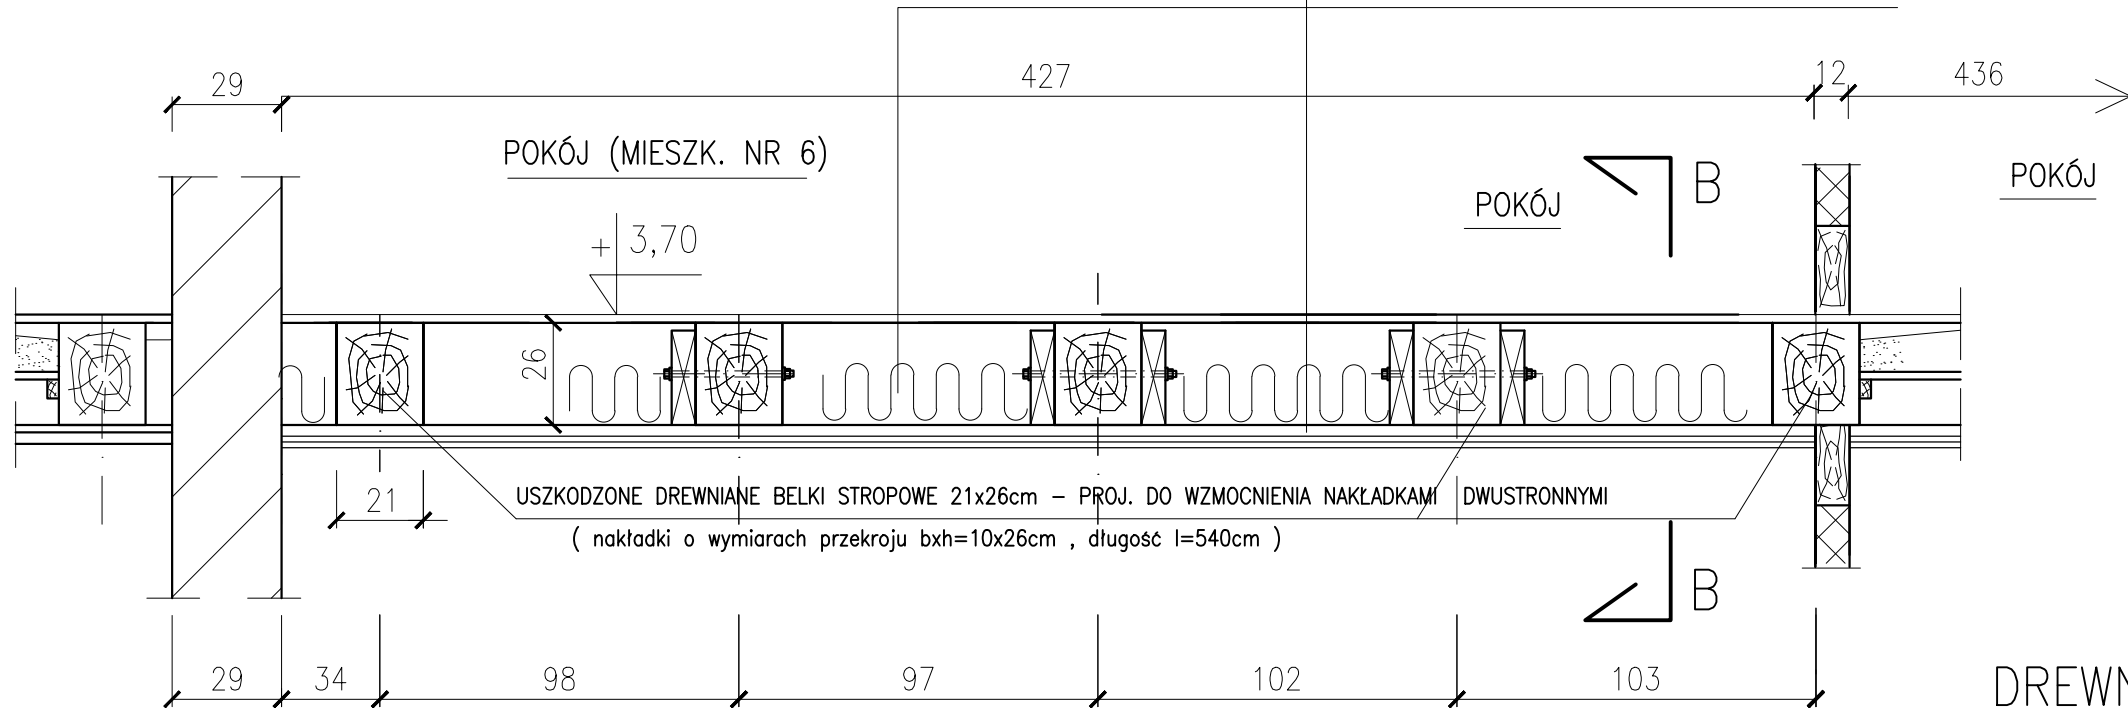 29
427
12
436
POKÓJ (MIESZK. NR 6)
B
POKÓJ
POKÓJ
+ 3,70
26
21
USZKODZONE DREWNIANE BELKI STROPOWE 21x26cm – PROJ. DO WZMOCNIENIA NAKŁADKAMI DWUSTRONNYMI
( nakładki o wymiarach przekroju bxh=10x26cm , długość l=540cm )
B
29
34
98
97
102
103